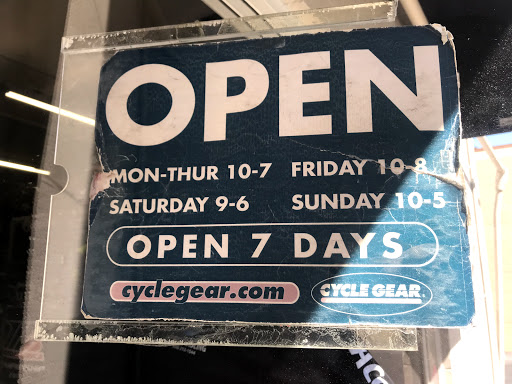 OPEN
MON-THUR 10-7 FRIDAY 10-8
SATURDAY 9-6 SUNDAY 10-5
OPEN 7 DAYS
cyclegear.com CYCLE GEAR